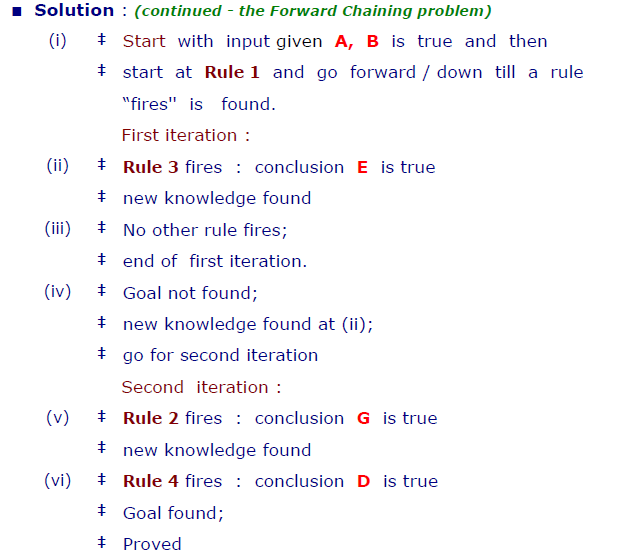 ■ Solution : (continued - the Forward Chaining problem)
(i) ‡ Start with input given A, B is true and then
‡ start at Rule 1 and go forward / down till a rule
“fires" is found.
First iteration :
(ii) ‡ Rule 3 fires : conclusion E is true
‡ new knowledge found
(iii) ‡ No other rule fires;
‡ end of first iteration.
(iv) ‡ Goal not found;
‡ new knowledge found at (ii);
‡ go for second iteration
Second iteration :
(v) ‡ Rule 2 fires : conclusion G is true
‡ new knowledge found
(vi) ‡ Rule 4 fires : conclusion D is true
‡ Goal found;
‡ Proved